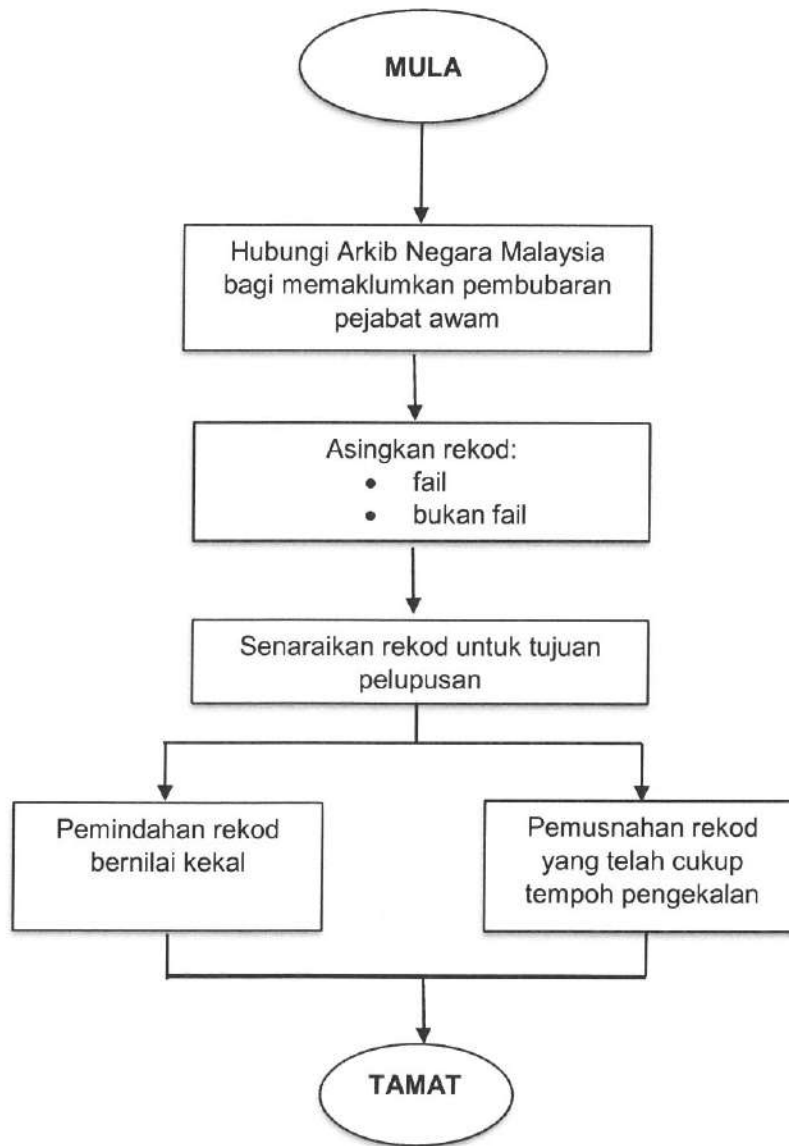 MULA
Hubungi Arkib Negara Malaysia
bagi memaklumkan pembubaran
pejabat awam
Asingkan rekod:
• fail
• bukan fail
Senaraikan rekod untuk tujuan
pelupusan
Pemindahan rekod
bernilai kekal
Pemusnahan rekod
yang telah cukup
tempoh pengekalan
TAMAT